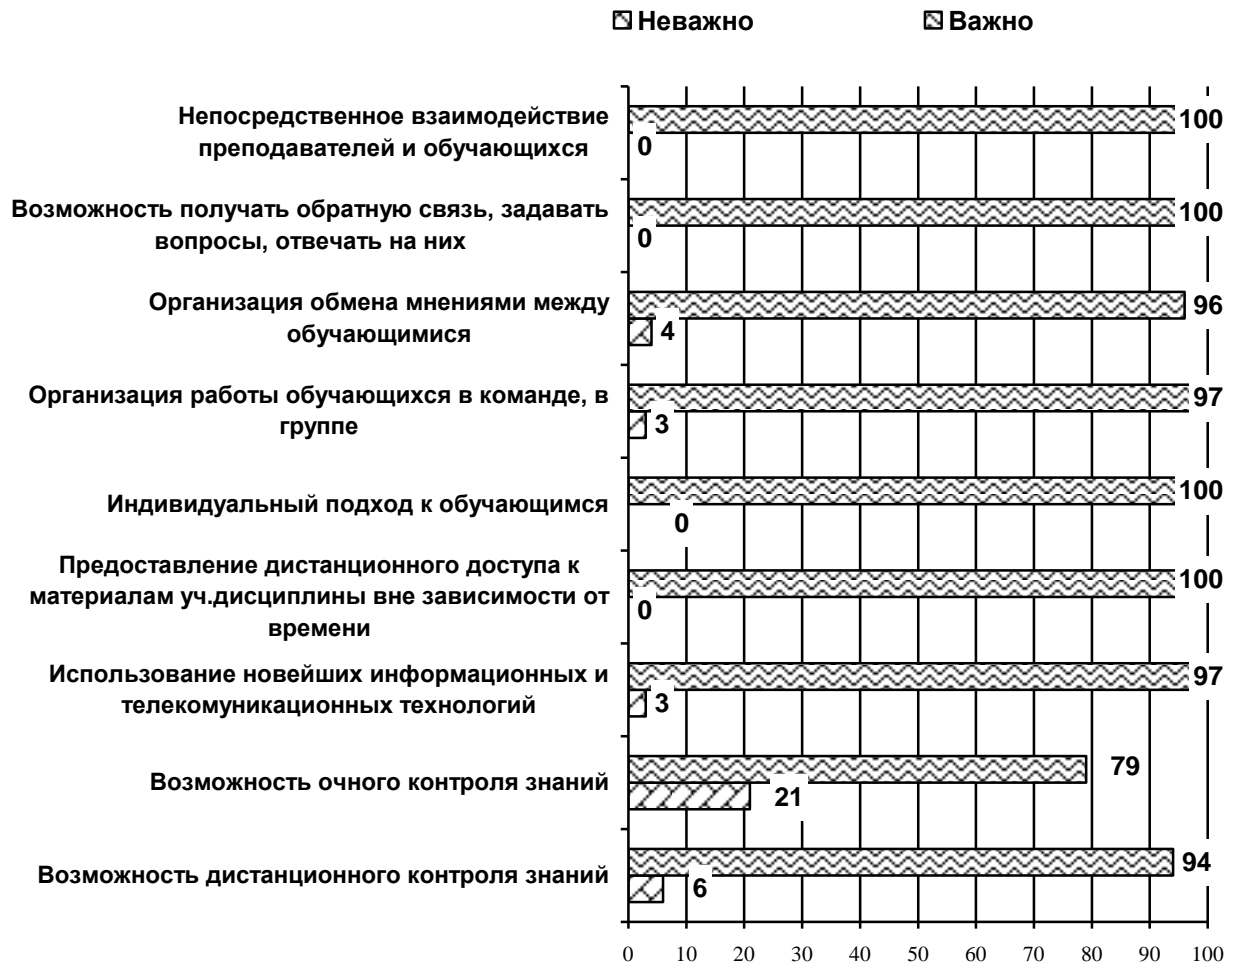 Неважно Важно
Непосредственное взаимодействие
преподавателей и обучающихся
100
0
Возможность получать обратную связь, задавать
вопросы, отвечать на них
100
0
Организация обмена мнениями между
обучающимися
96
4
Организация работы обучающихся в команде, в
группе
97
3
Индивидуальный подход к обучающимся
100
0
Предоставление дистанционного доступа к
материалам уч.дисциплины вне зависимости от
времени
100
0
Использование новейших информационных и
телекомуникационных технологий
97
3
Возможность очного контроля знаний
79
21
Возможность дистанционного контроля знаний
94
6
0 10 20 30 40 50 60 70 80 90 100